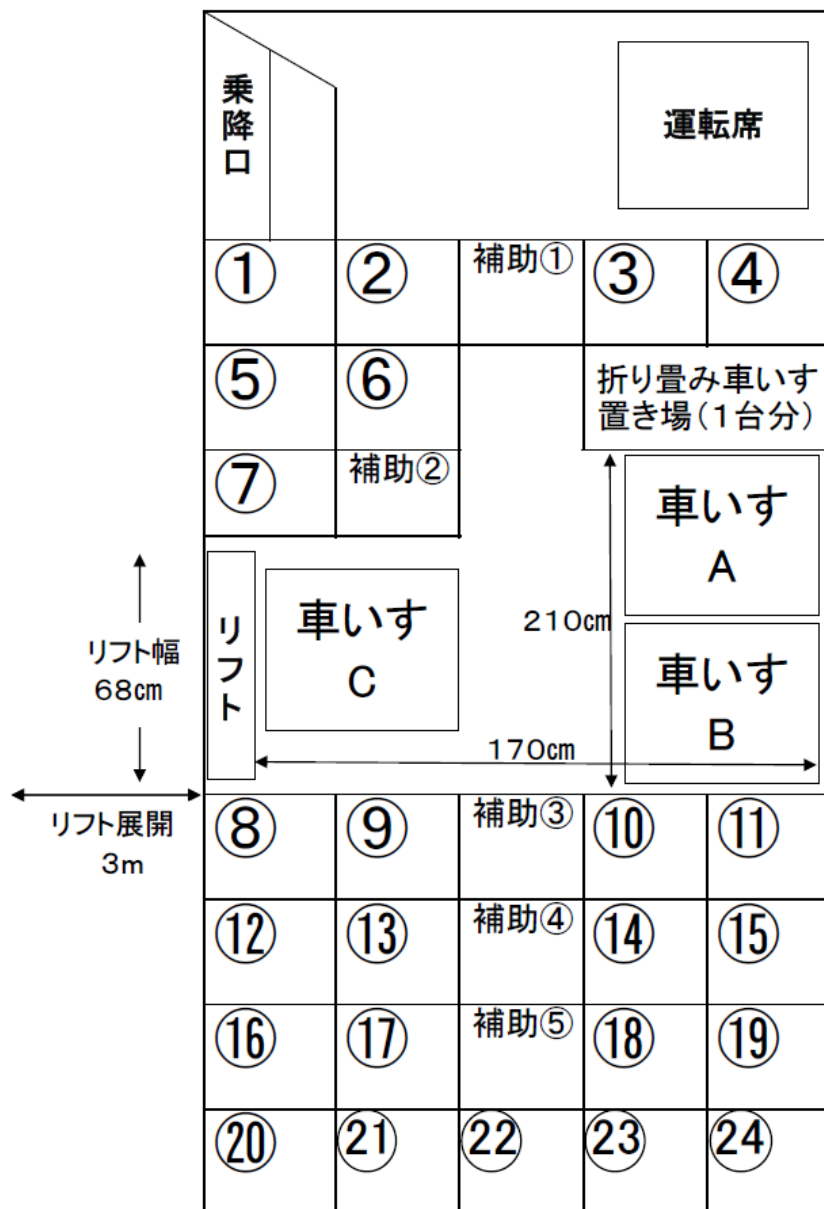 乗降口
運転席
①
②
補助①
③
④
⑤
⑥
折り畳み車いす
置き場(1台分)
⑦
補助②
車いす
A
リフト
車いす
C
210㎝
車いす
B
リフト幅
68㎝
170㎝
リフト展開
3m
⑧
⑨
補助③
⑩
⑪
⑫
⑬
補助④
⑭
⑮
⑯
⑰
補助⑤
⑱
⑲
⑳
㉑
㉒
㉓
㉔